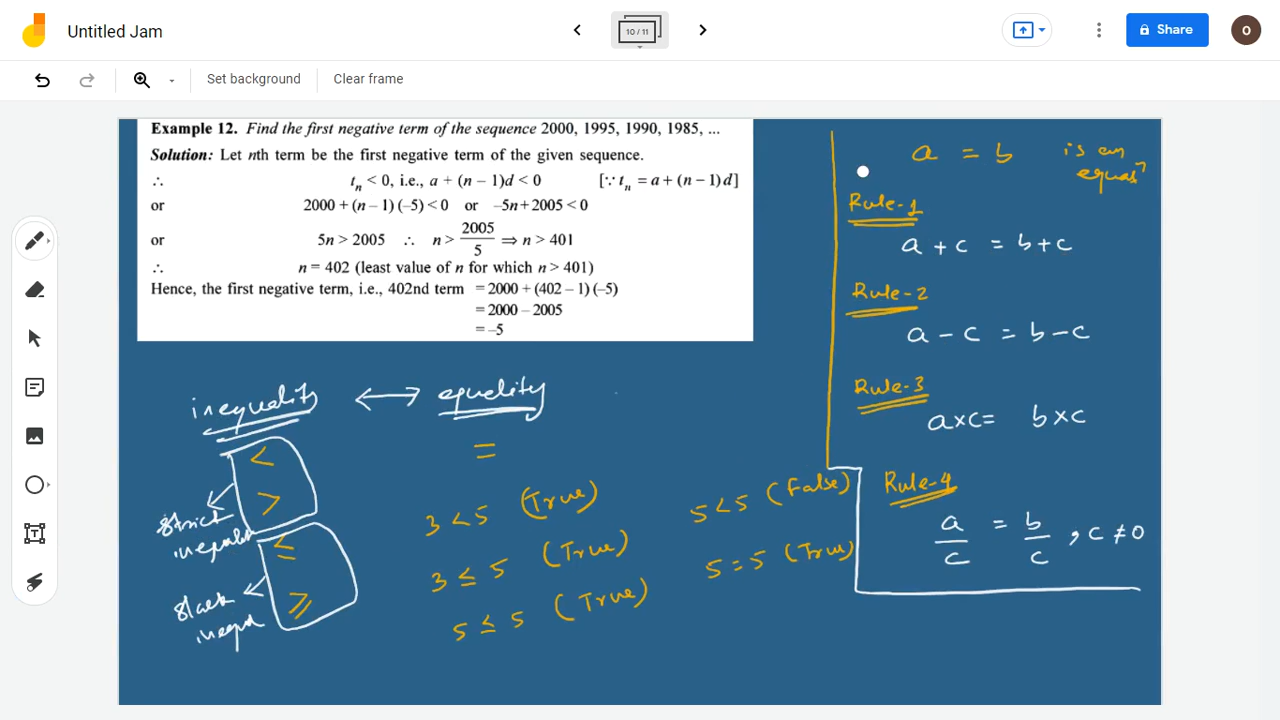 Untitled Jam
10 / 11
Share
O
Set background
Clear frame
Example 12. Find the first negative term of the sequence 2000, 1995, 1990, 1985, ...
Solution: Let nth term be the first negative term of the given sequence.
∴ tₙ < 0, i.e., a + (n – 1)d < 0 [∵ tₙ = a + (n – 1) d]
or 2000 + (n – 1) (–5) < 0 or –5n + 2005 < 0
or 5n > 2005 ∴ n > 2005/5 ⇒ n > 401
∴ n = 402 (least value of n for which n > 401)
Hence, the first negative term, i.e., 402nd term = 2000 + (402 – 1) (–5)
= 2000 – 2005
= –5
inequality ↔ equality
<
>
≤
≥
=
strict
slack
3 < 5 (True)
3 ≤ 5 (True)
5 ≤ 5 (True)
5 < 5 (False)
5 = 5 (True)
a = b is an
Rule-1
a + c = b + c
Rule-2
a – c = b – c
Rule-3
a×c = b×c
Rule-4
a/c = b/c , c ≠ 0
T